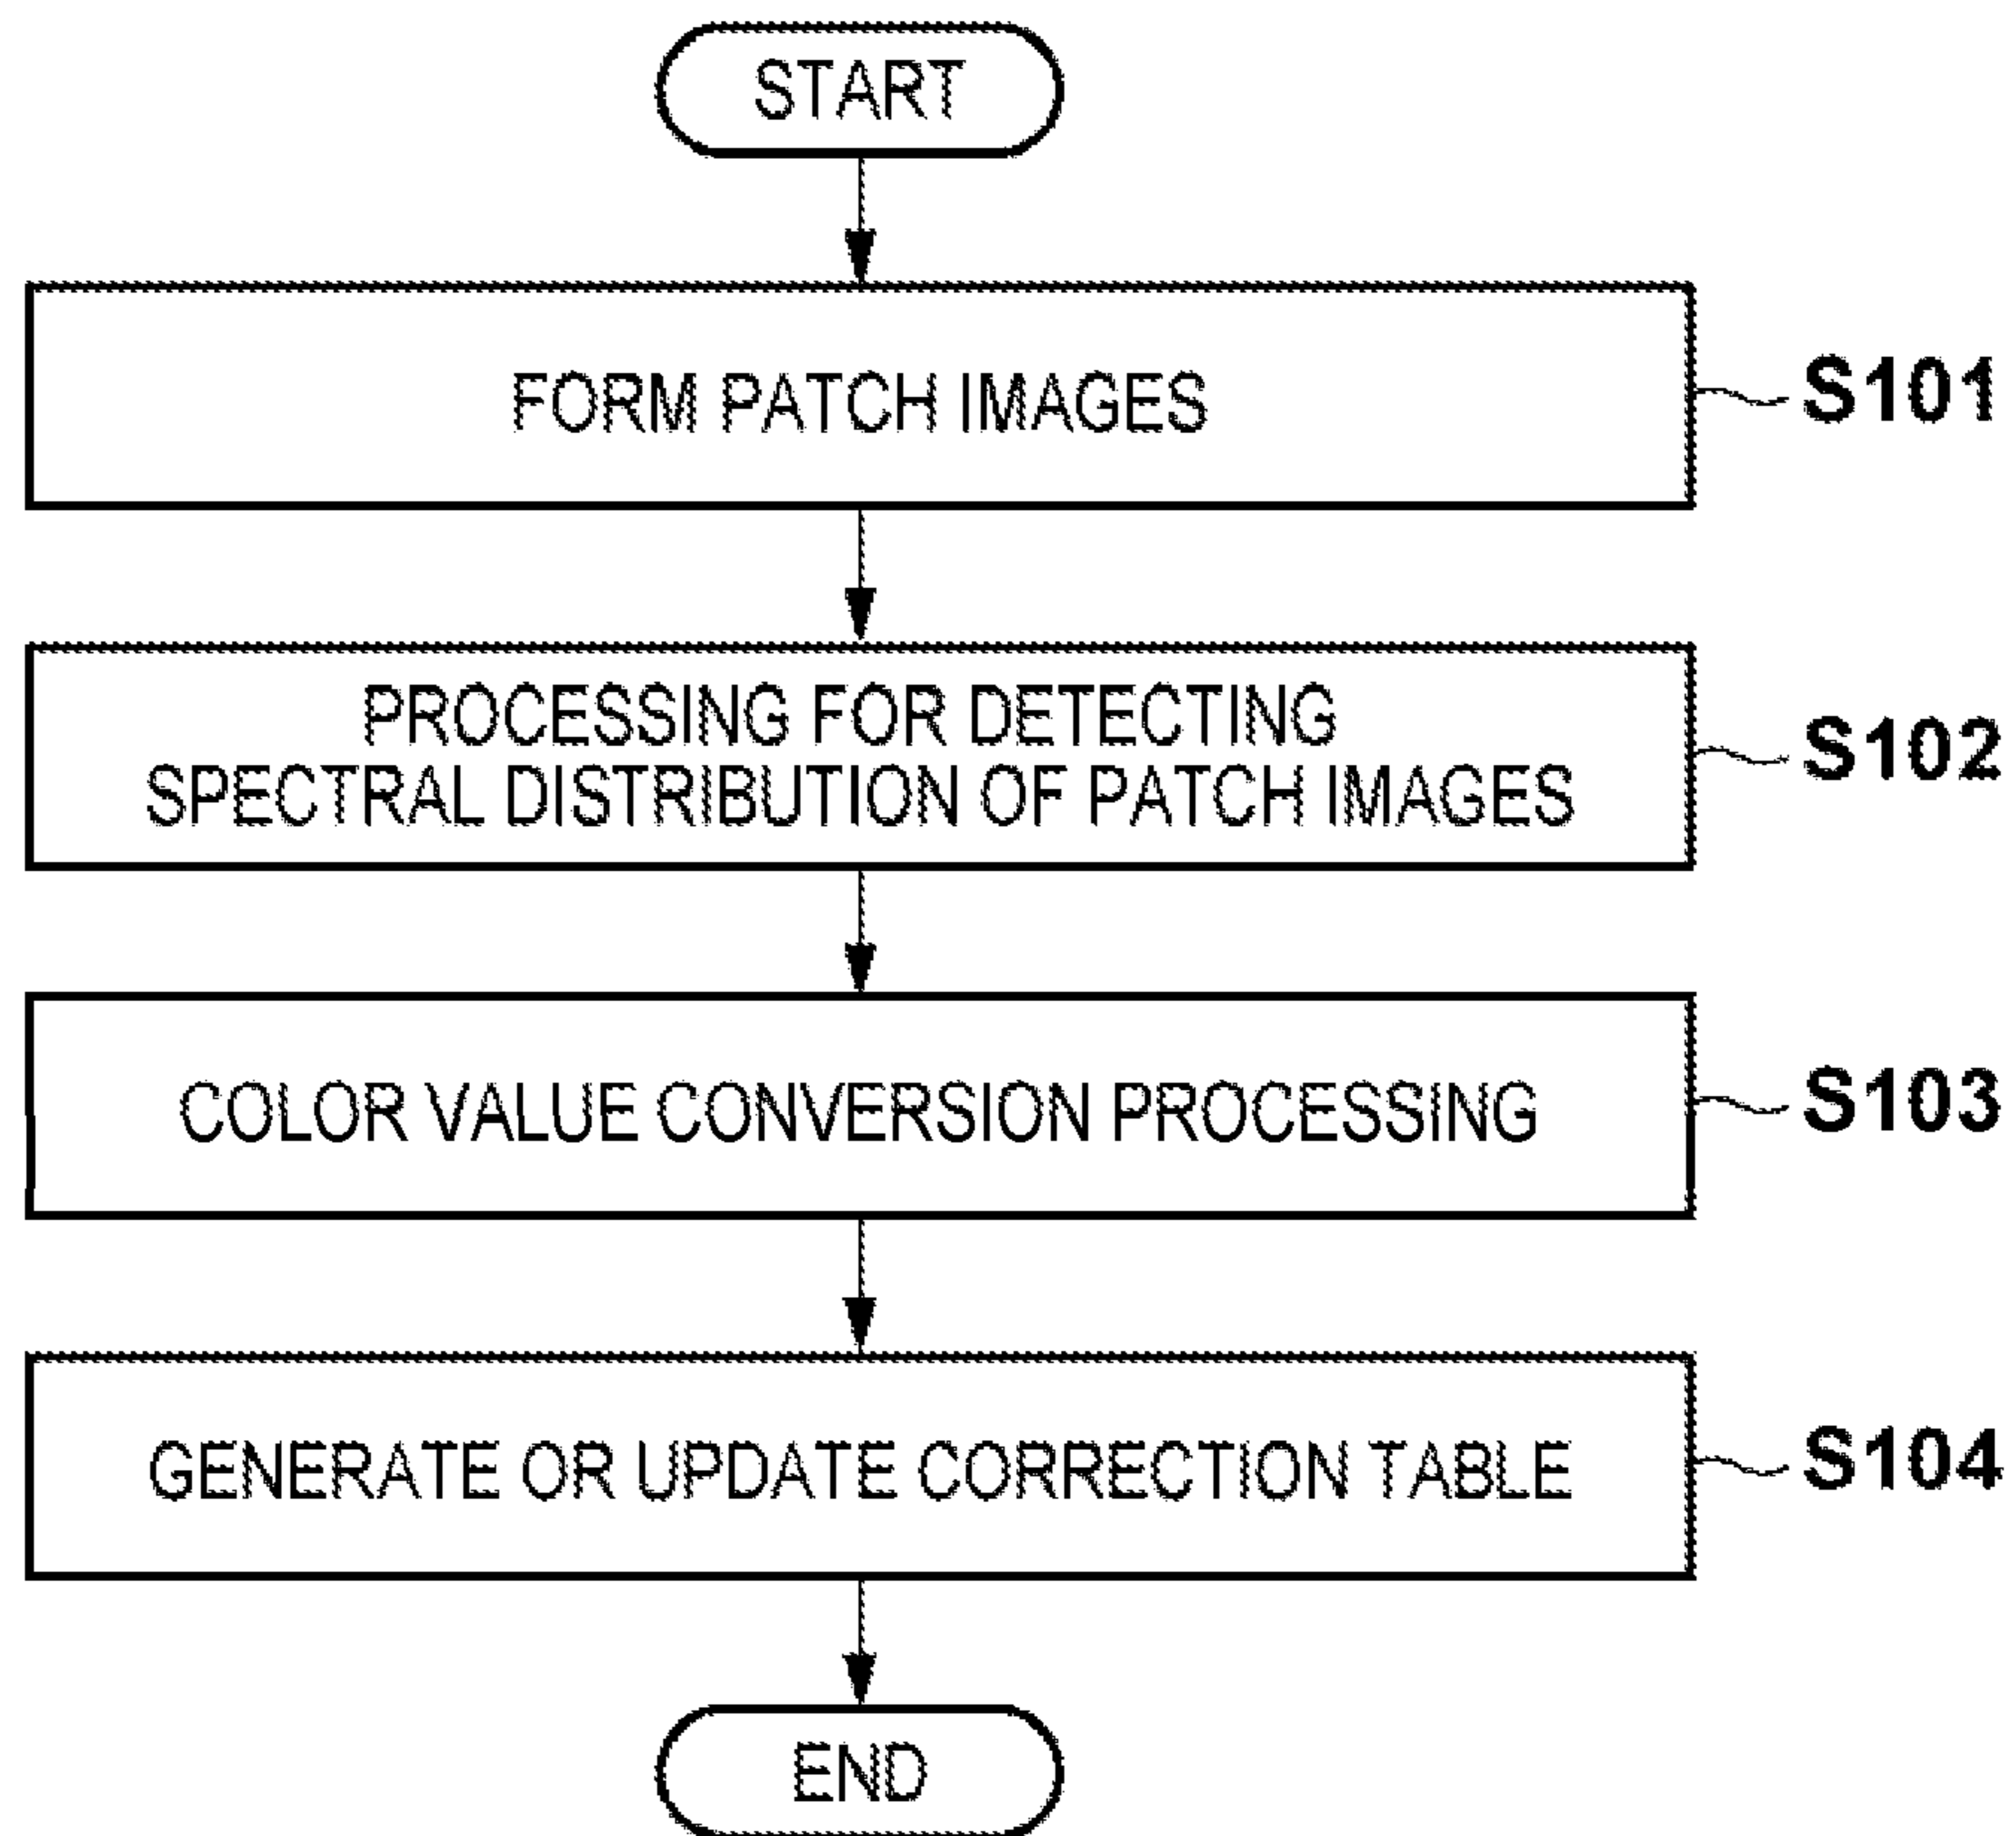 START
FORM PATCH IMAGES
S101
PROCESSING FOR DETECTING
SPECTRAL DISTRIBUTION OF PATCH IMAGES
S102
COLOR VALUE CONVERSION PROCESSING
S103
GENERATE OR UPDATE CORRECTION TABLE
S104
END